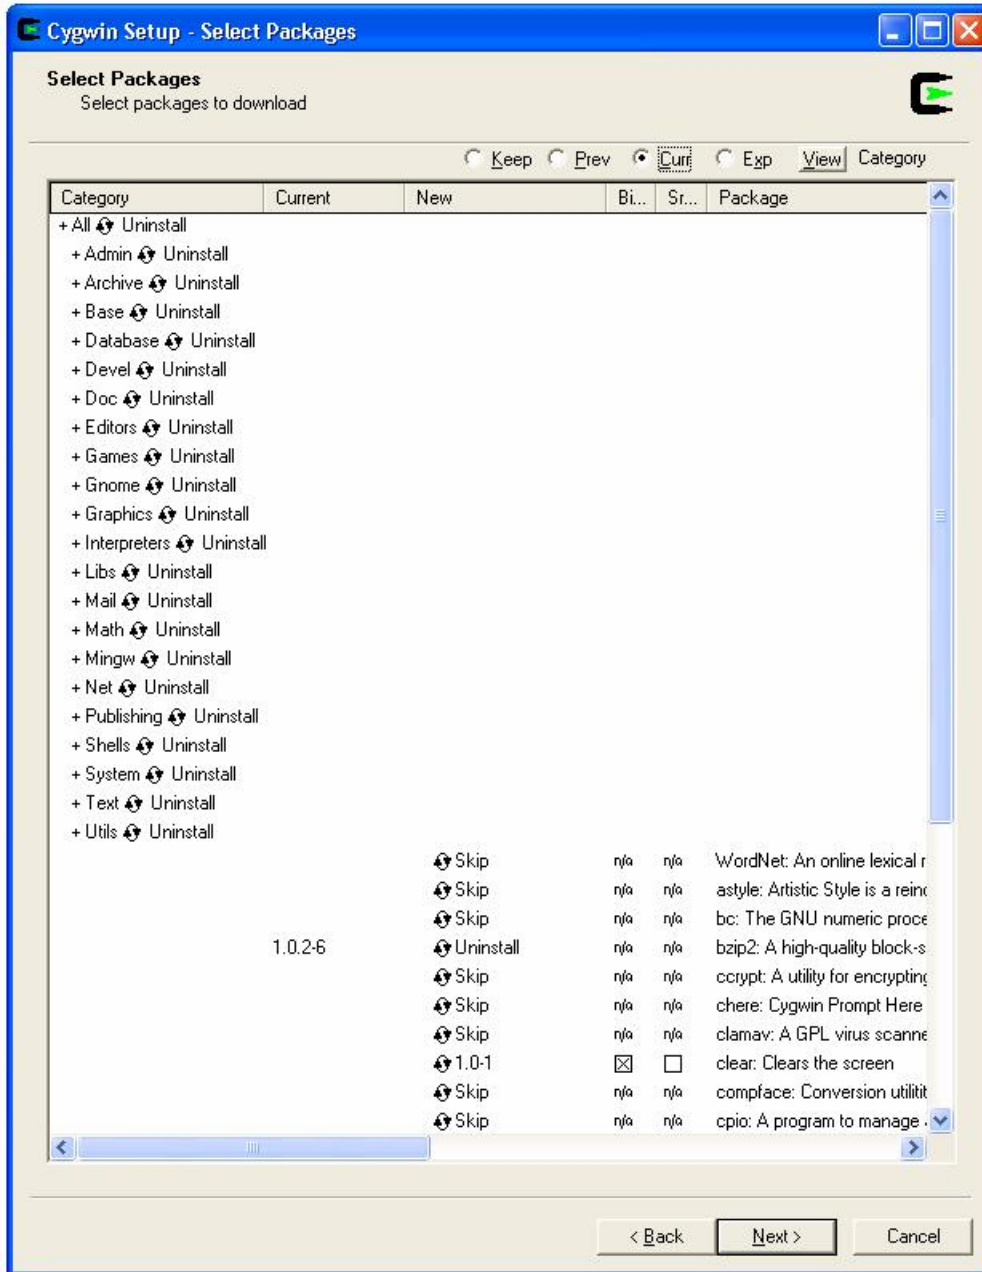 Cygwin Setup - Select Packages
Select Packages
Select packages to download
Keep Prev Curr Exp View Category
Category Current New Bi... Sr... Package
+ All Uninstall
+ Admin Uninstall
+ Archive Uninstall
+ Base Uninstall
+ Database Uninstall
+ Devel Uninstall
+ Doc Uninstall
+ Editors Uninstall
+ Games Uninstall
+ Gnome Uninstall
+ Graphics Uninstall
+ Interpreters Uninstall
+ Libs Uninstall
+ Mail Uninstall
+ Math Uninstall
+ Mingw Uninstall
+ Net Uninstall
+ Publishing Uninstall
+ Shells Uninstall
+ System Uninstall
+ Text Uninstall
+ Utils Uninstall
Skip n/a n/a WordNet: An online lexical r
Skip n/a n/a astyle: Artistic Style is a rein
Skip n/a n/a bc: The GNU numeric proce
1.0.2-6 Uninstall n/a n/a bzip2: A high-quality block-s
Skip n/a n/a ccrypt: A utility for encrypting
Skip n/a n/a chere: Cygwin Prompt Here
Skip n/a n/a clamav: A GPL virus scanne
1.0-1 clear: Clears the screen
Skip n/a n/a compface: Conversion utilitit
Skip n/a n/a cpio: A program to manage
< Back Next > Cancel